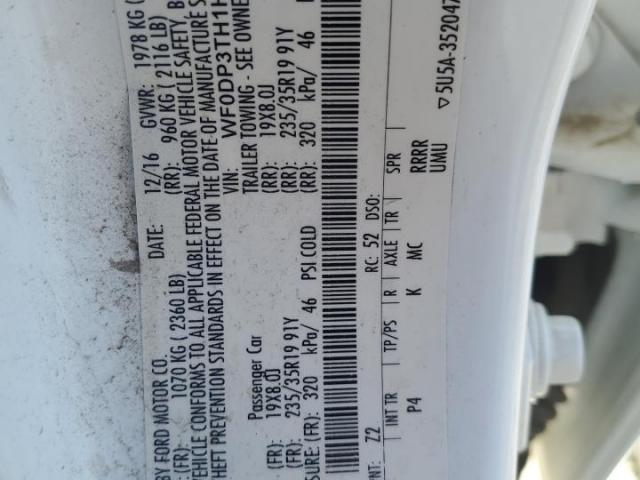 BY FORD MOTOR CO. DATE: 12/16 GVWR: 1978 KG (
(FR): 1070 KG ( 2360 LB) (RR): 960 KG ( 2116 LB)
VEHICLE CONFORMS TO ALL APPLICABLE FEDERAL MOTOR VEHICLE SAFETY, B
HEFT PREVENTION STANDARDS IN EFFECT ON THE DATE OF MANUFACTURE
VIN: WF0DP3TH1H
Passenger Car TRAILER TOWING - SEE OWNE
(FR): 19X8.0J (RR): 19X8.0J
(FR): 235/35R19 91Y (RR): 235/35R19 91Y
SURE: (FR): 320 kPa/ 46 PSI COLD (RR): 320 kPa/ 46
INT: Z2 RC: 52 DSO:
INT TR TP/PS R AXLE TR SPR
P4 K MC RRRR
UMU
▽5U5A-352047